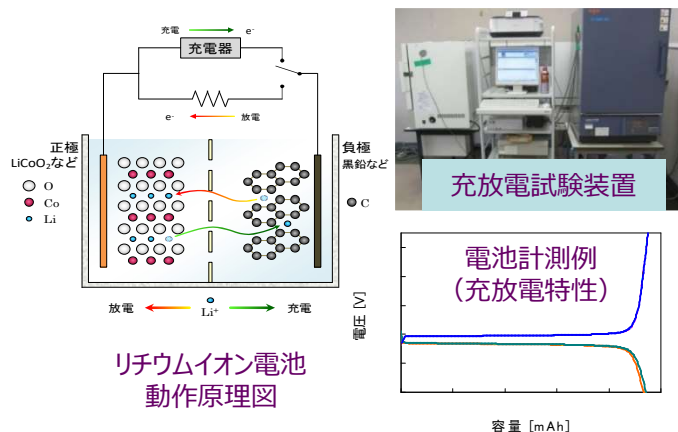 充電
e⁻
充電器
e⁻
放電
正極
LiCoO₂など
O
Co
Li
負極
黒鉛など
C
放電
Li⁺
充電
リチウムイオン電池
動作原理図
充放電試験装置
電池計測例
（充放電特性）
電圧 [V]
容量 [mAh]